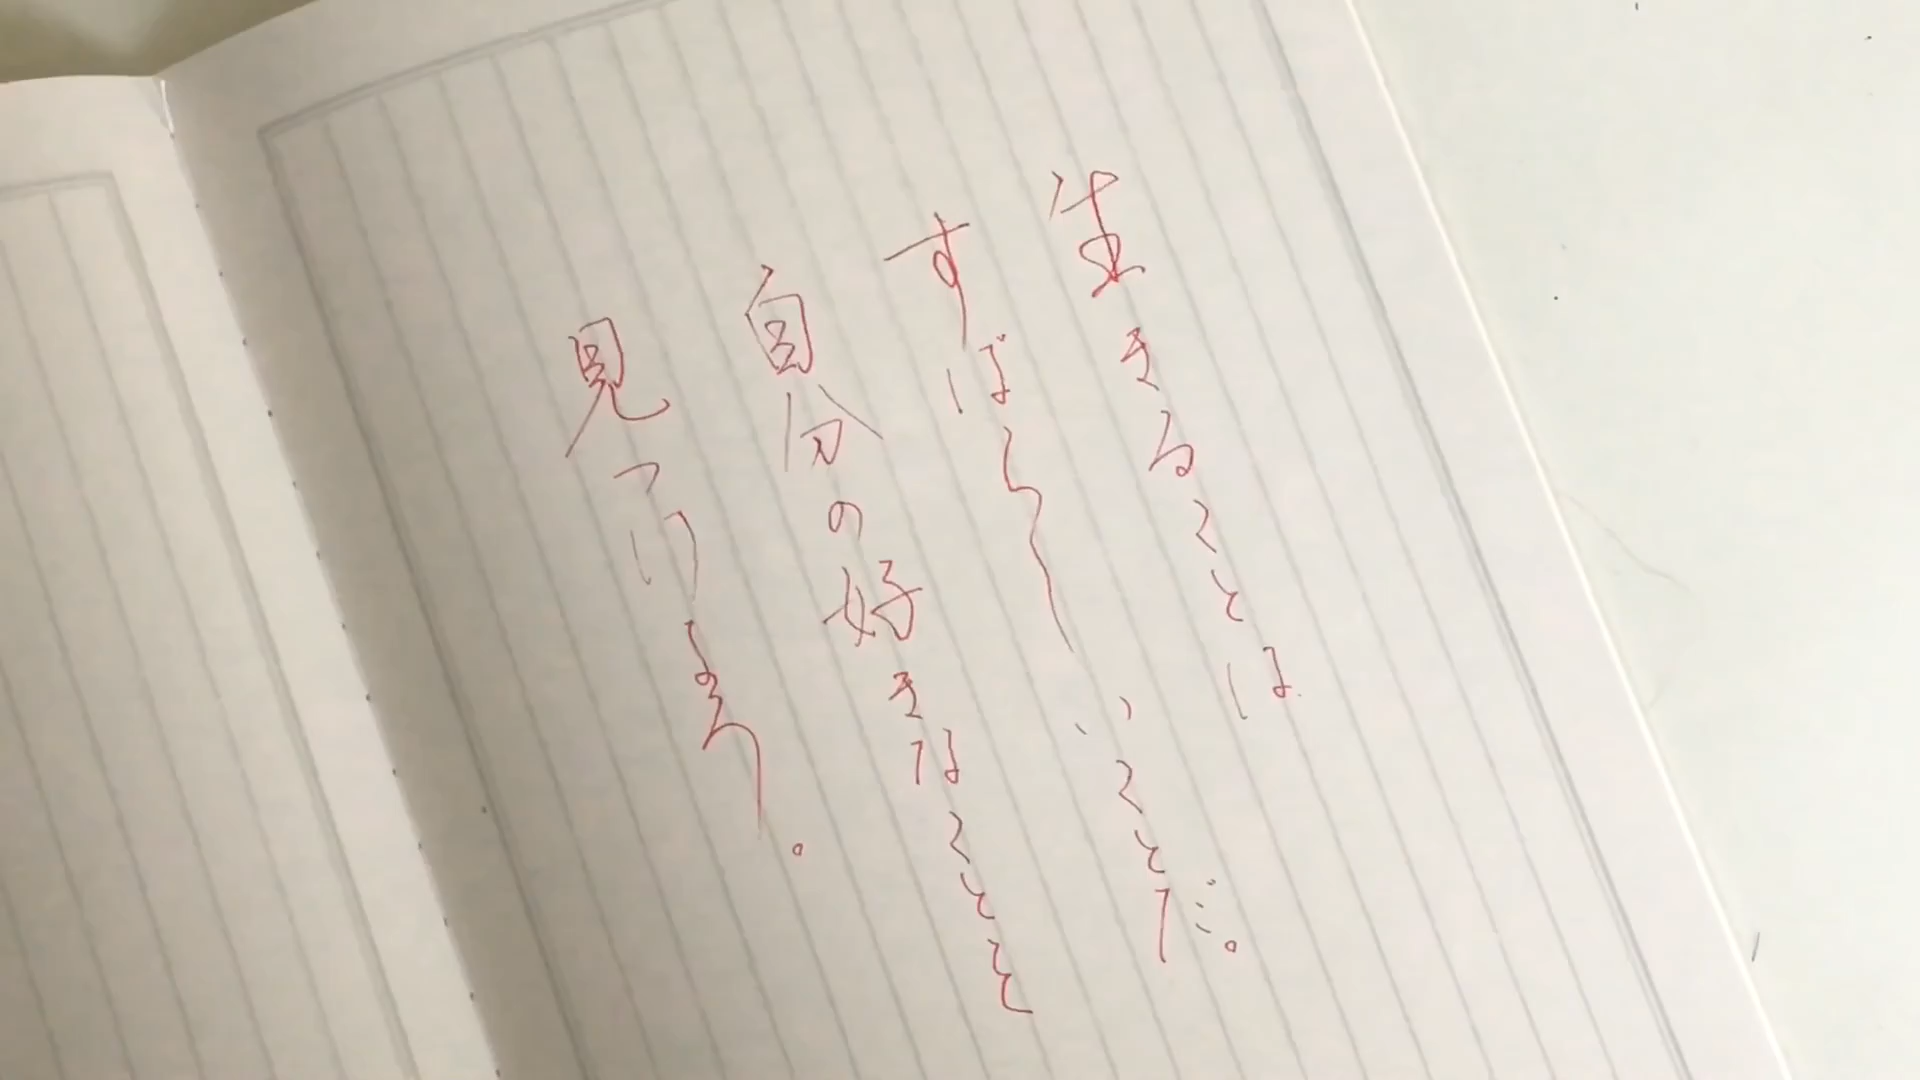 生きることは
すばらしいことだ。
自分の好きなことを
見つけよう。